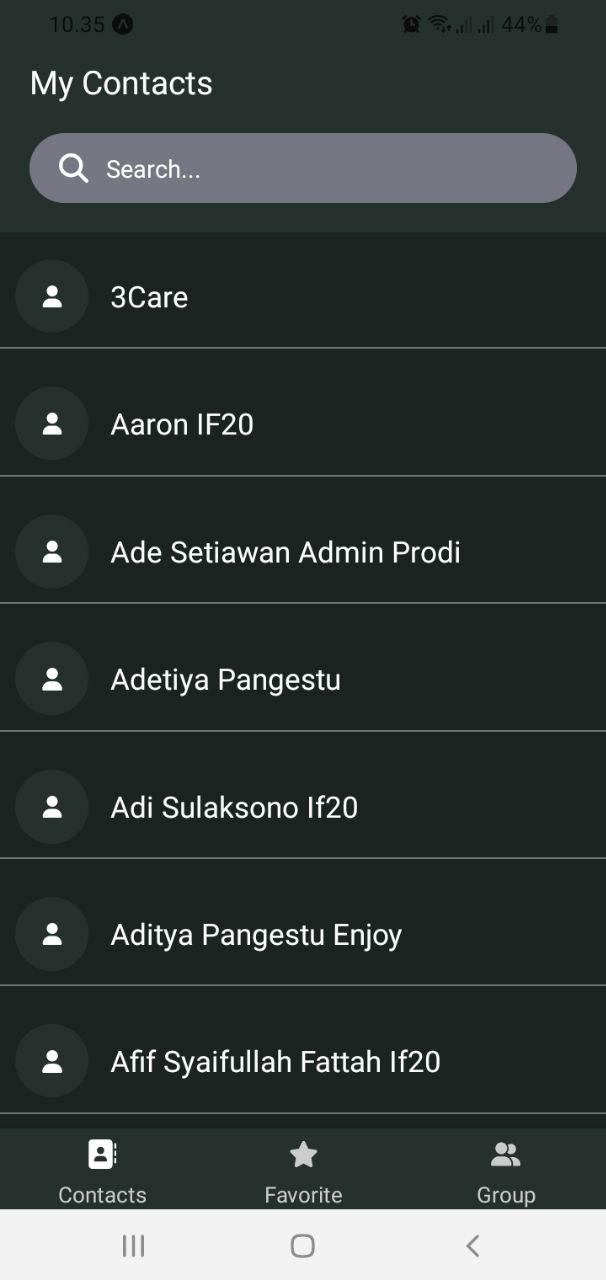 10.35
44%
My Contacts
Search...
3Care
Aaron IF20
Ade Setiawan Admin Prodi
Adetiya Pangestu
Adi Sulaksono If20
Aditya Pangestu Enjoy
Afif Syaifullah Fattah If20
Contacts
Favorite
Group